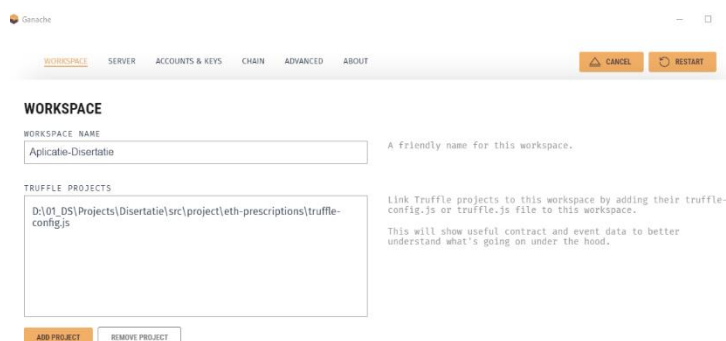 Ganache
WORKSPACE SERVER ACCOUNTS & KEYS CHAIN ADVANCED ABOUT CANCEL RESTART
WORKSPACE
WORKSPACE NAME
Aplicatie-Disertatie
A friendly name for this workspace.
TRUFFLE PROJECTS
D:\01_DS\Projects\Disertatie\src\project\eth-prescriptions\truffle-
config.js
Link Truffle projects to this workspace by adding their truffle-
config.js or truffle.js file to this workspace.
This will show useful contract and event data to better
understand what's going on under the hood.
ADD PROJECT REMOVE PROJECT